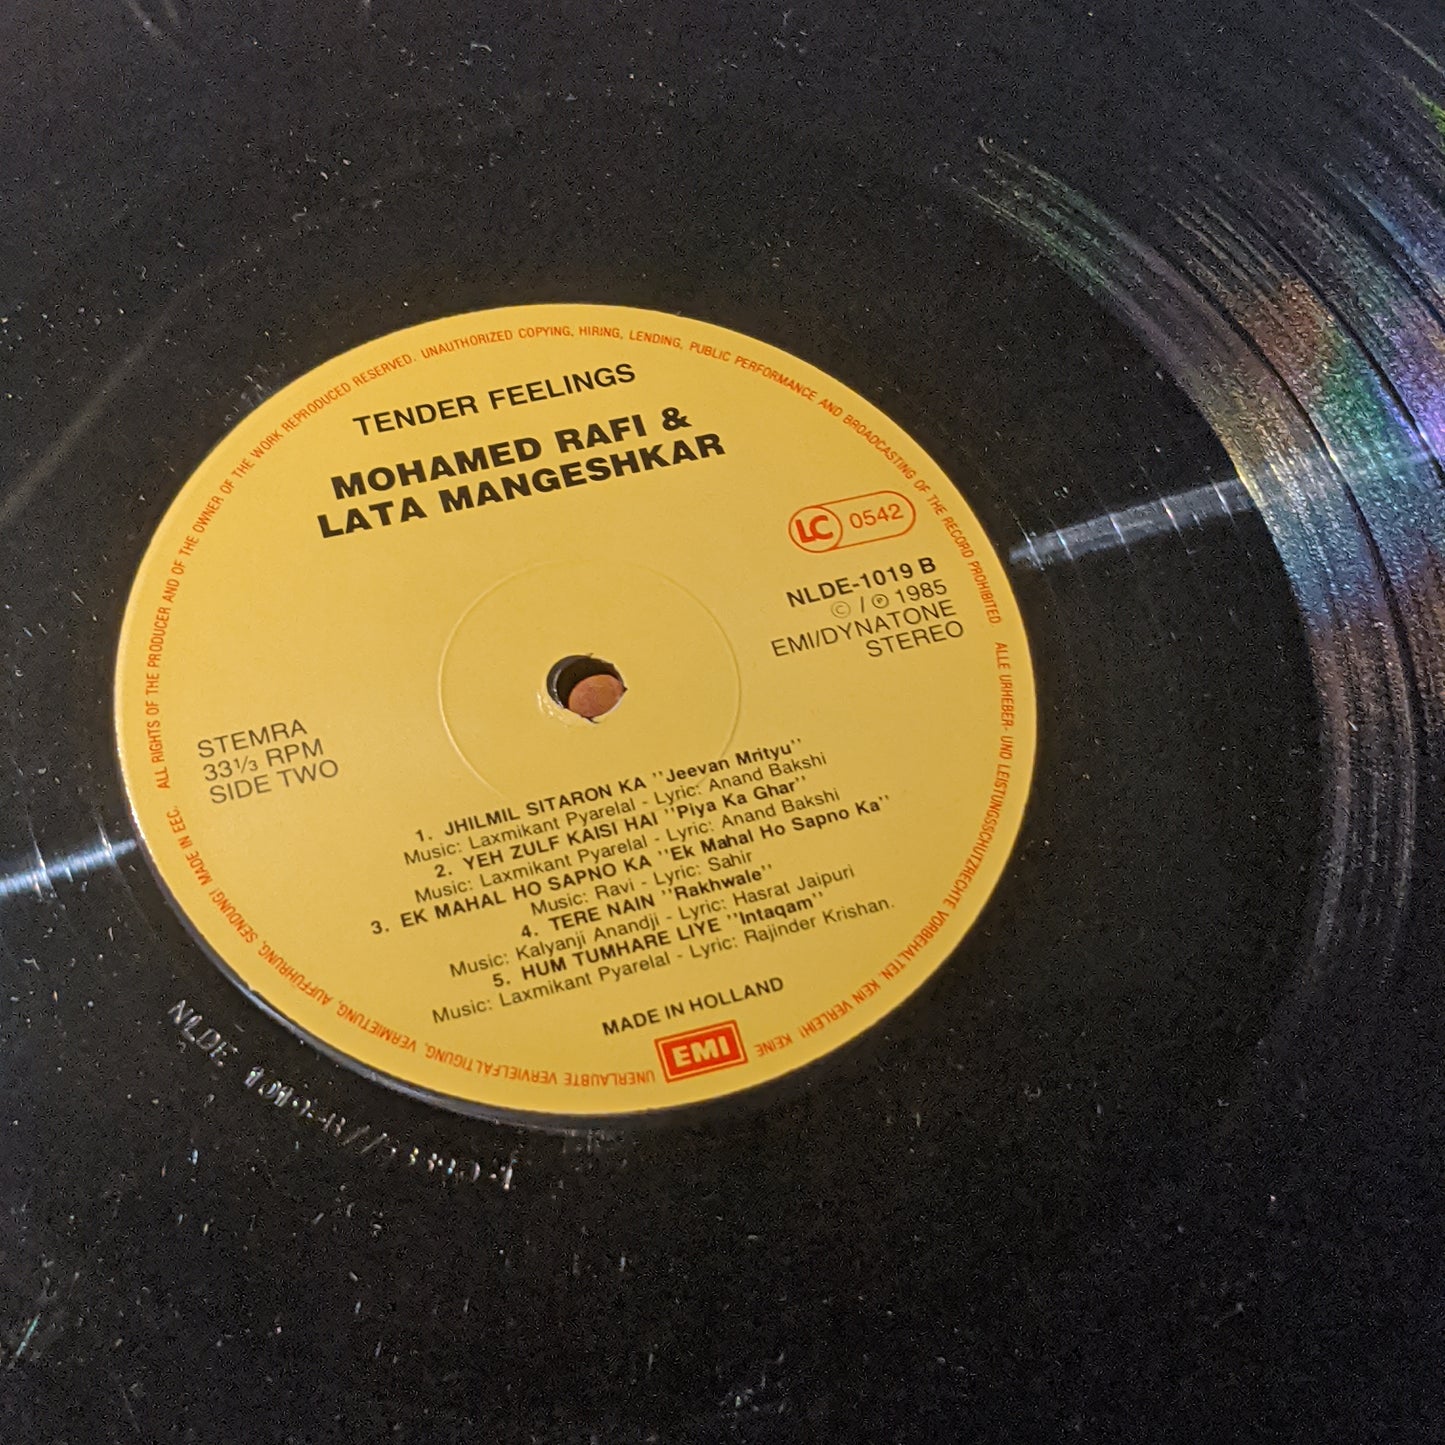 TENDER FEELINGS
MOHAMED RAFI &
LATA MANGESHKAR
LC 0542
NLDE-1019 B
© / ℗ 1985
EMI/DYNATONE
STEREO
STEMRA
33⅓ RPM
SIDE TWO
1. JHILMIL SITARON KA "Jeevan Mrityu"
Music: Laxmikant Pyarelal - Lyric: Anand Bakshi
2. YEH ZULF KAISI HAI "Piya Ka Ghar"
Music: Laxmikant Pyarelal - Lyric: Anand Bakshi
3. EK MAHAL HO SAPNO KA "Ek Mahal Ho Sapno Ka"
Music: Ravi - Lyric: Sahir
4. TERE NAIN "Rakhwale"
Music: Kalyanji Anandji - Lyric: Hasrat Jaipuri
5. HUM TUMHARE LIYE "Intaqam"
Music: Laxmikant Pyarelal - Lyric: Rajinder Krishan.
MADE IN HOLLAND
EMI
ALL RIGHTS OF THE PRODUCER AND OF THE OWNER OF THE WORK REPRODUCED RESERVED. UNAUTHORIZED COPYING, HIRING, LENDING, PUBLIC PERFORMANCE AND BROADCASTING OF THE RECORD PROHIBITED
ALLE URHEBER- UND LEISTUNGSSCHUTZRECHTE VORBEHALTEN. KEIN VERLEIH! KEINE UNERLAUBTE VERVIELFÄLTIGUNG, VERMIETUNG, AUFFÜHRUNG, SENDUNG! MADE IN EEC.
NLDE